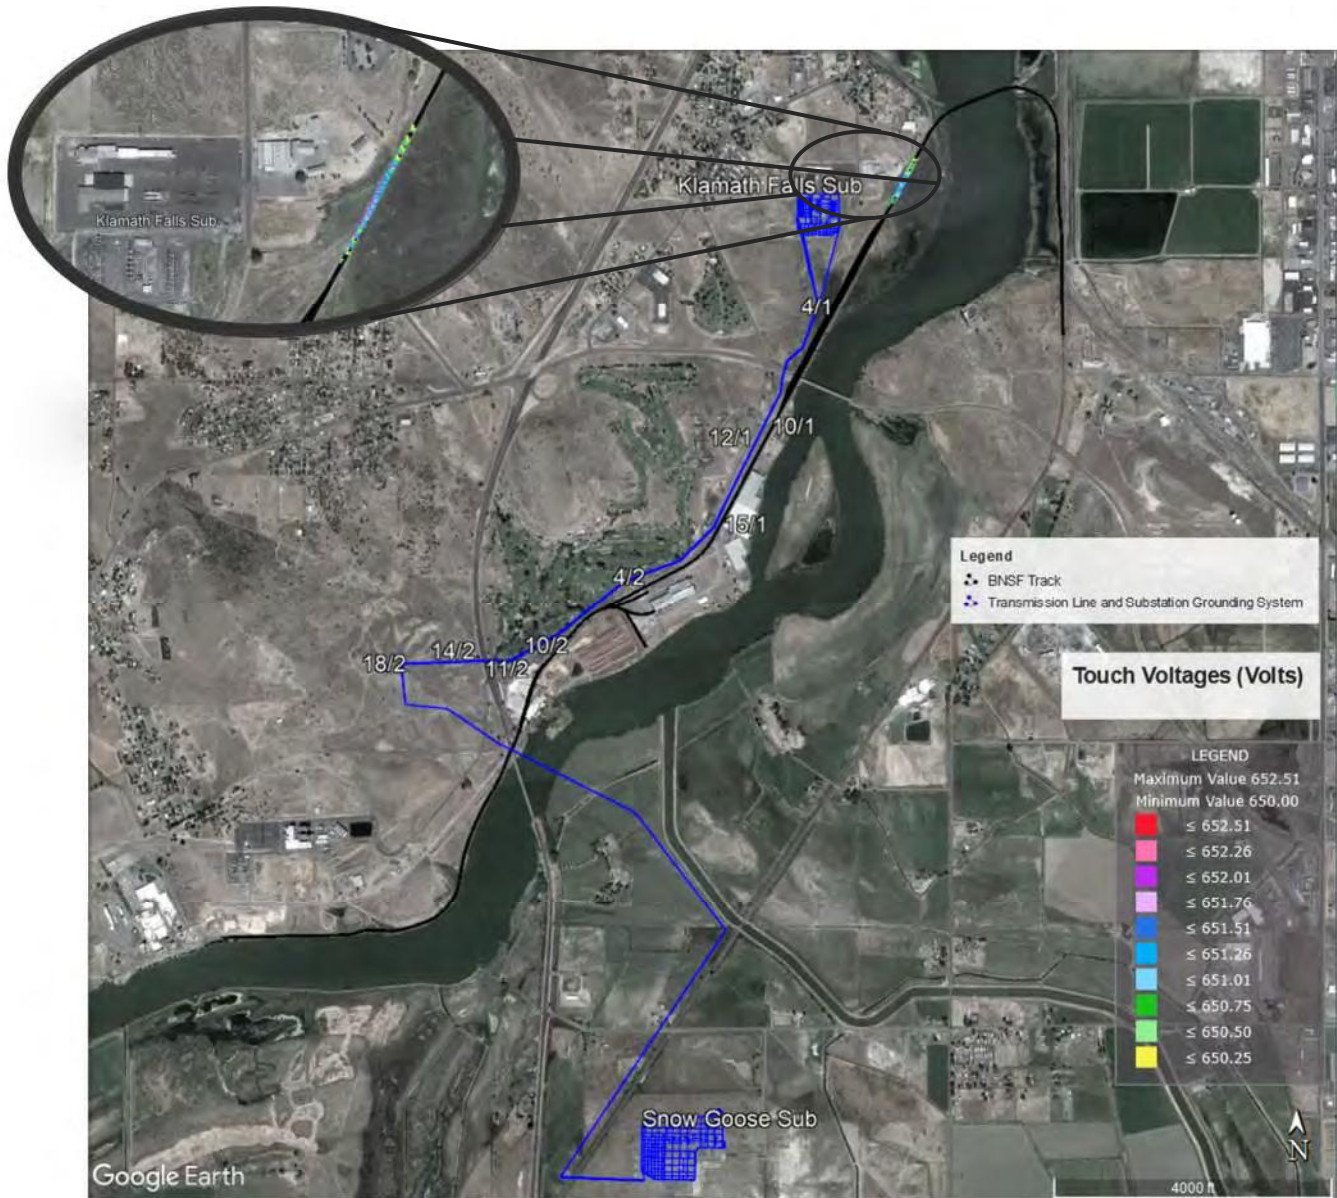 Klamath Falls Sub
Klamath Falls Sub
4/1
12/1
10/1
15/1
4/2
10/2
14/2
11/2
18/2
Legend
BNSF Track
Transmission Line and Substation Grounding System
Touch Voltages (Volts)
LEGEND
Maximum Value 652.51
Minimum Value 650.00
≤ 652.51
≤ 652.26
≤ 652.01
≤ 651.76
≤ 651.51
≤ 651.26
≤ 651.01
≤ 650.75
≤ 650.50
≤ 650.25
Snow Goose Sub
N
Google Earth
4000 ft